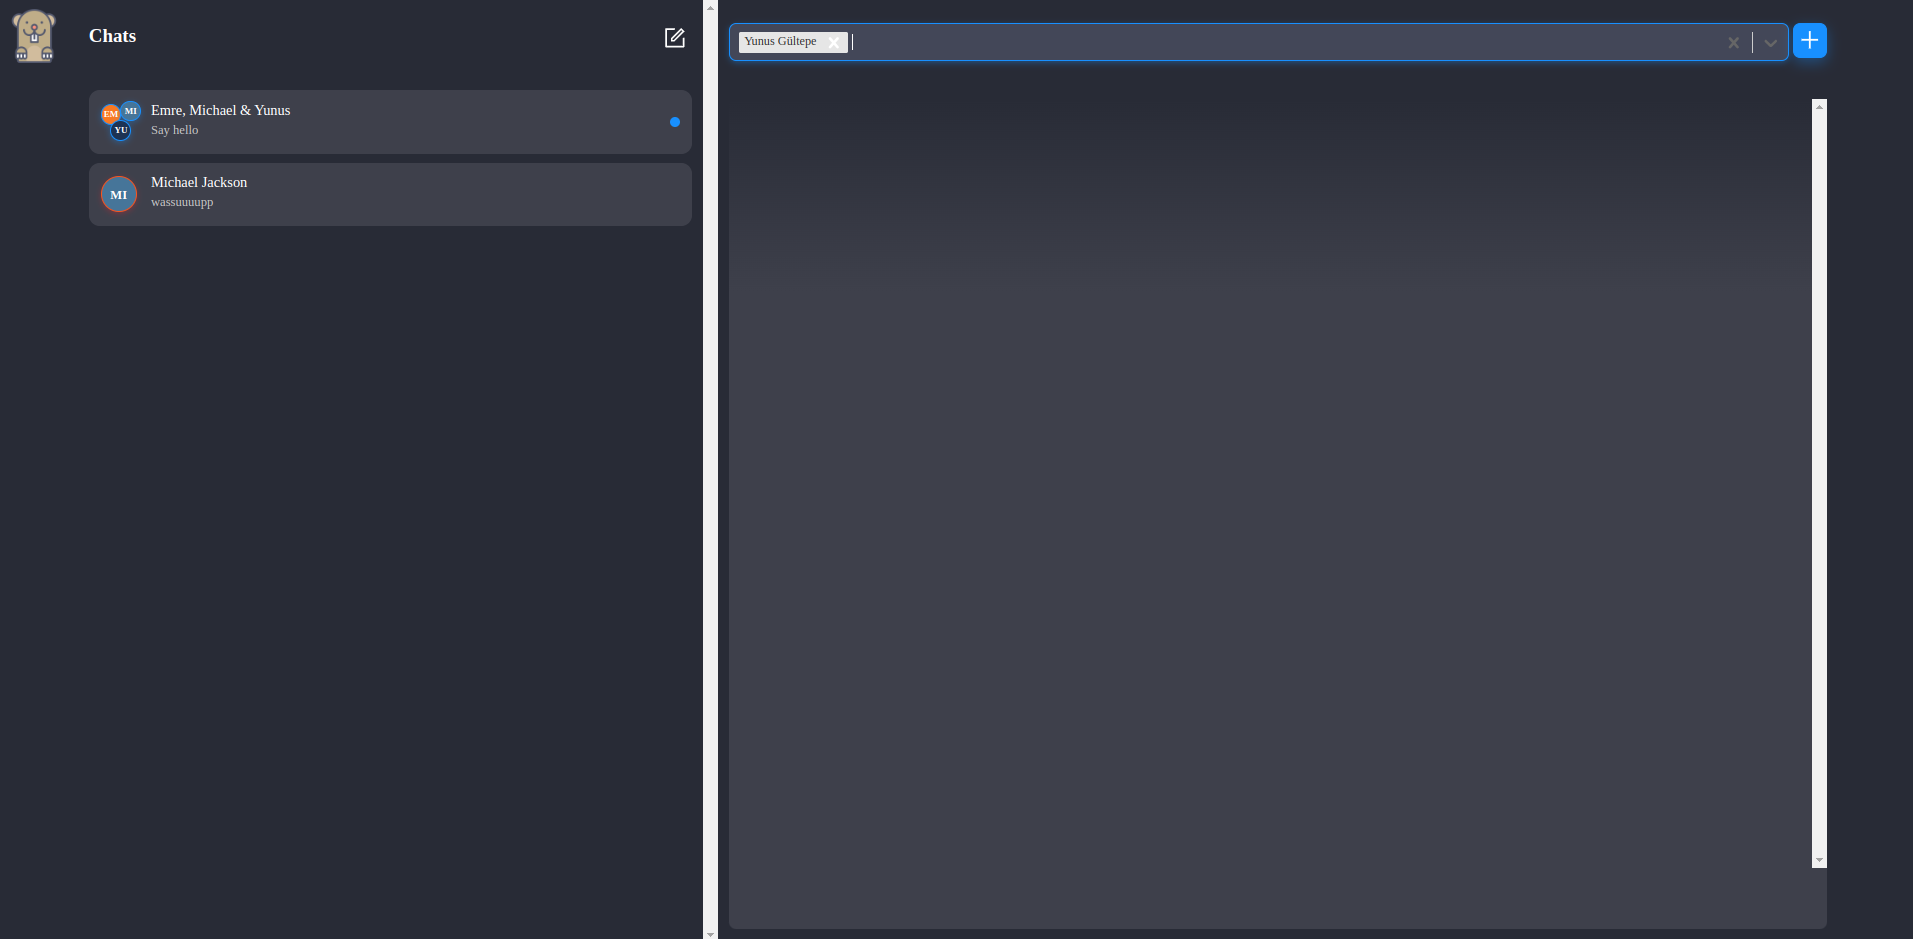 Chats
EM
MI
YU
Emre, Michael & Yunus
Say hello
MI
Michael Jackson
wassuuuupp
Yunus Gültepe